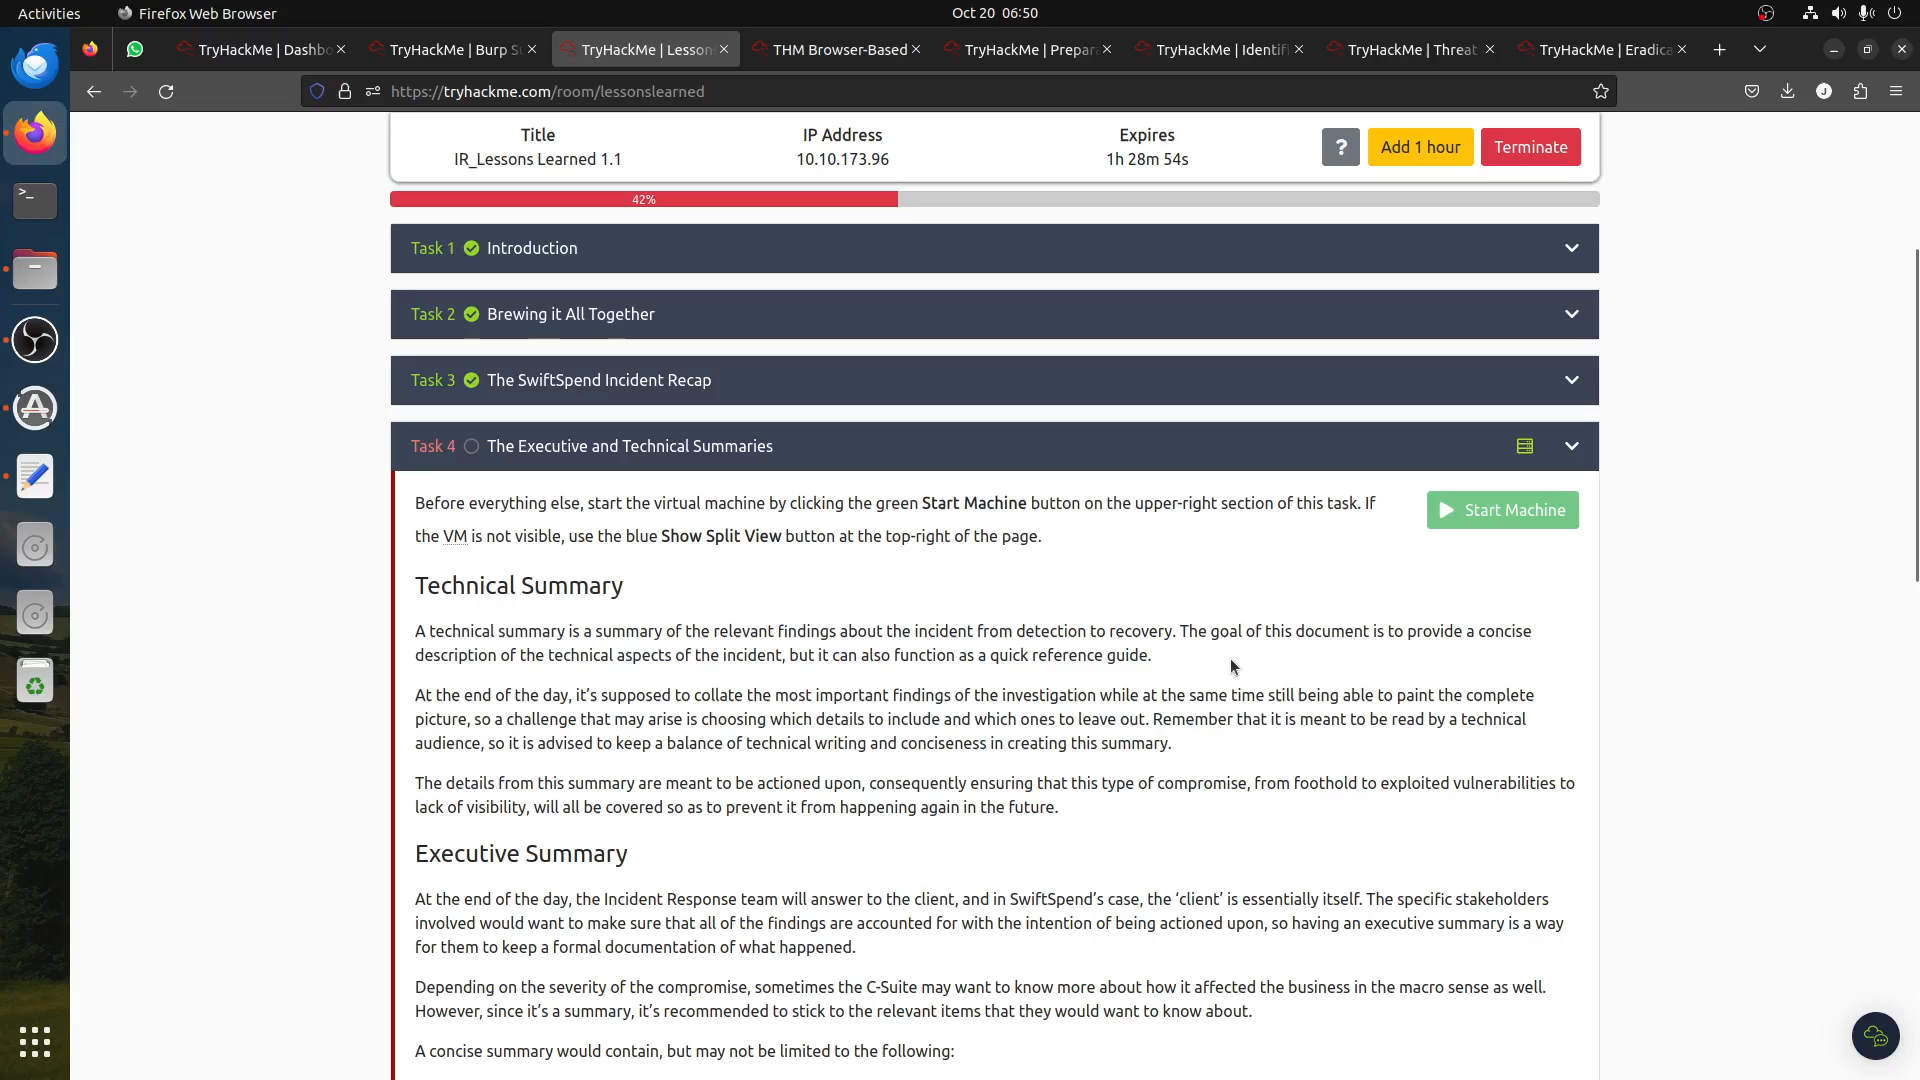 Activities
Firefox Web Browser
Oct 20 06:50
TryHackMe | Dashbo
TryHackMe | Burp Su
TryHackMe | Lessons
THM Browser-Based
TryHackMe | Prepar
TryHackMe | Identifi
TryHackMe | Threat
TryHackMe | Eradica
https://tryhackme.com/room/lessonslearned
J
Title
IP Address
Expires
IR_Lessons Learned 1.1
10.10.173.96
1h 28m 54s
?
Add 1 hour
Terminate
42%
Task 1 Introduction
Task 2 Brewing it All Together
Task 3 The SwiftSpend Incident Recap
Task 4 The Executive and Technical Summaries
Before everything else, start the virtual machine by clicking the green Start Machine button on the upper-right section of this task. If
the VM is not visible, use the blue Show Split View button at the top-right of the page.
Start Machine
Technical Summary
A technical summary is a summary of the relevant findings about the incident from detection to recovery. The goal of this document is to provide a concise
description of the technical aspects of the incident, but it can also function as a quick reference guide.
At the end of the day, it’s supposed to collate the most important findings of the investigation while at the same time still being able to paint the complete
picture, so a challenge that may arise is choosing which details to include and which ones to leave out. Remember that it is meant to be read by a technical
audience, so it is advised to keep a balance of technical writing and conciseness in creating this summary.
The details from this summary are meant to be actioned upon, consequently ensuring that this type of compromise, from foothold to exploited vulnerabilities to
lack of visibility, will all be covered so as to prevent it from happening again in the future.
Executive Summary
At the end of the day, the Incident Response team will answer to the client, and in SwiftSpend’s case, the ‘client’ is essentially itself. The specific stakeholders
involved would want to make sure that all of the findings are accounted for with the intention of being actioned upon, so having an executive summary is a way
for them to keep a formal documentation of what happened.
Depending on the severity of the compromise, sometimes the C-Suite may want to know more about how it affected the business in the macro sense as well.
However, since it’s a summary, it’s recommended to stick to the relevant items that they would want to know about.
A concise summary would contain, but may not be limited to the following: